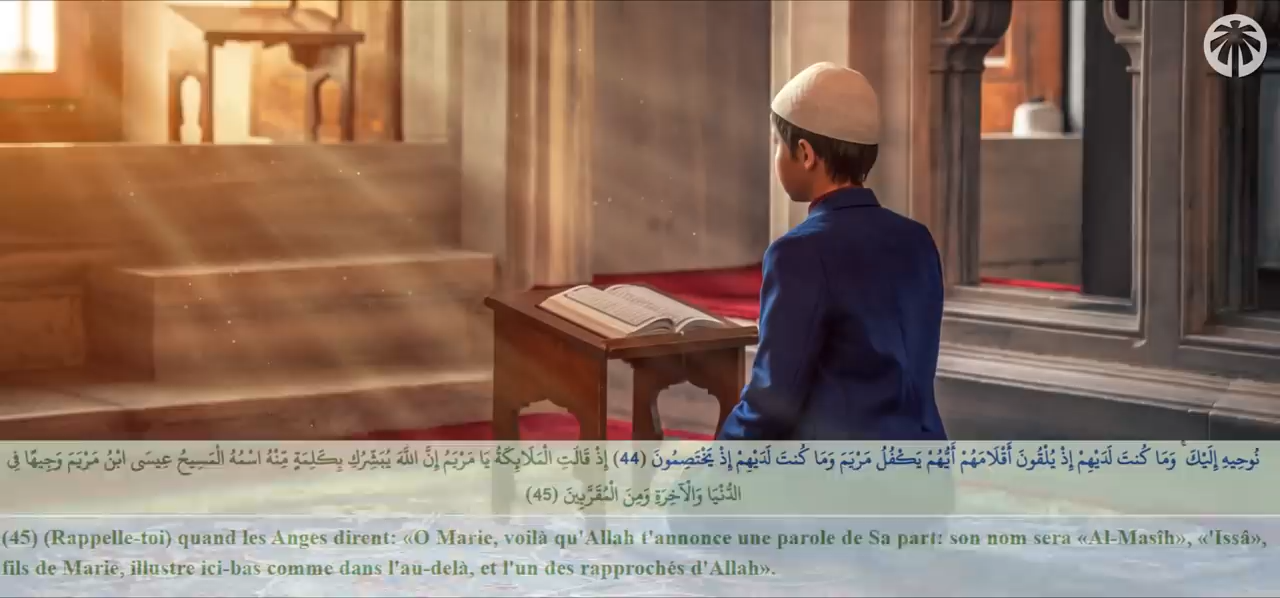 نُوحِيهِ إِلَيْكَ ۚ وَمَا كُنتَ لَدَيْهِمْ إِذْ يُلْقُونَ أَقْلَامَهُمْ أَيُّهُمْ يَكْفُلُ مَرْيَمَ وَمَا كُنتَ لَدَيْهِمْ إِذْ يَخْتَصِمُونَ (44) إِذْ قَالَتِ الْمَلَائِكَةُ يَا مَرْيَمُ إِنَّ اللَّهَ يُبَشِّرُكِ بِكَلِمَةٍ مِّنْهُ اسْمُهُ الْمَسِيحُ عِيسَى ابْنُ مَرْيَمَ وَجِيهًا فِي
الدُّنْيَا وَالْآخِرَةِ وَمِنَ الْمُقَرَّبِينَ (45)
(45) (Rappelle-toi) quand les Anges dirent: «O Marie, voilà qu'Allah t'annonce une parole de Sa part: son nom sera «Al-Masîh», «'Issâ»,
fils de Marie, illustre ici-bas comme dans l'au-delà, et l'un des rapprochés d'Allah».